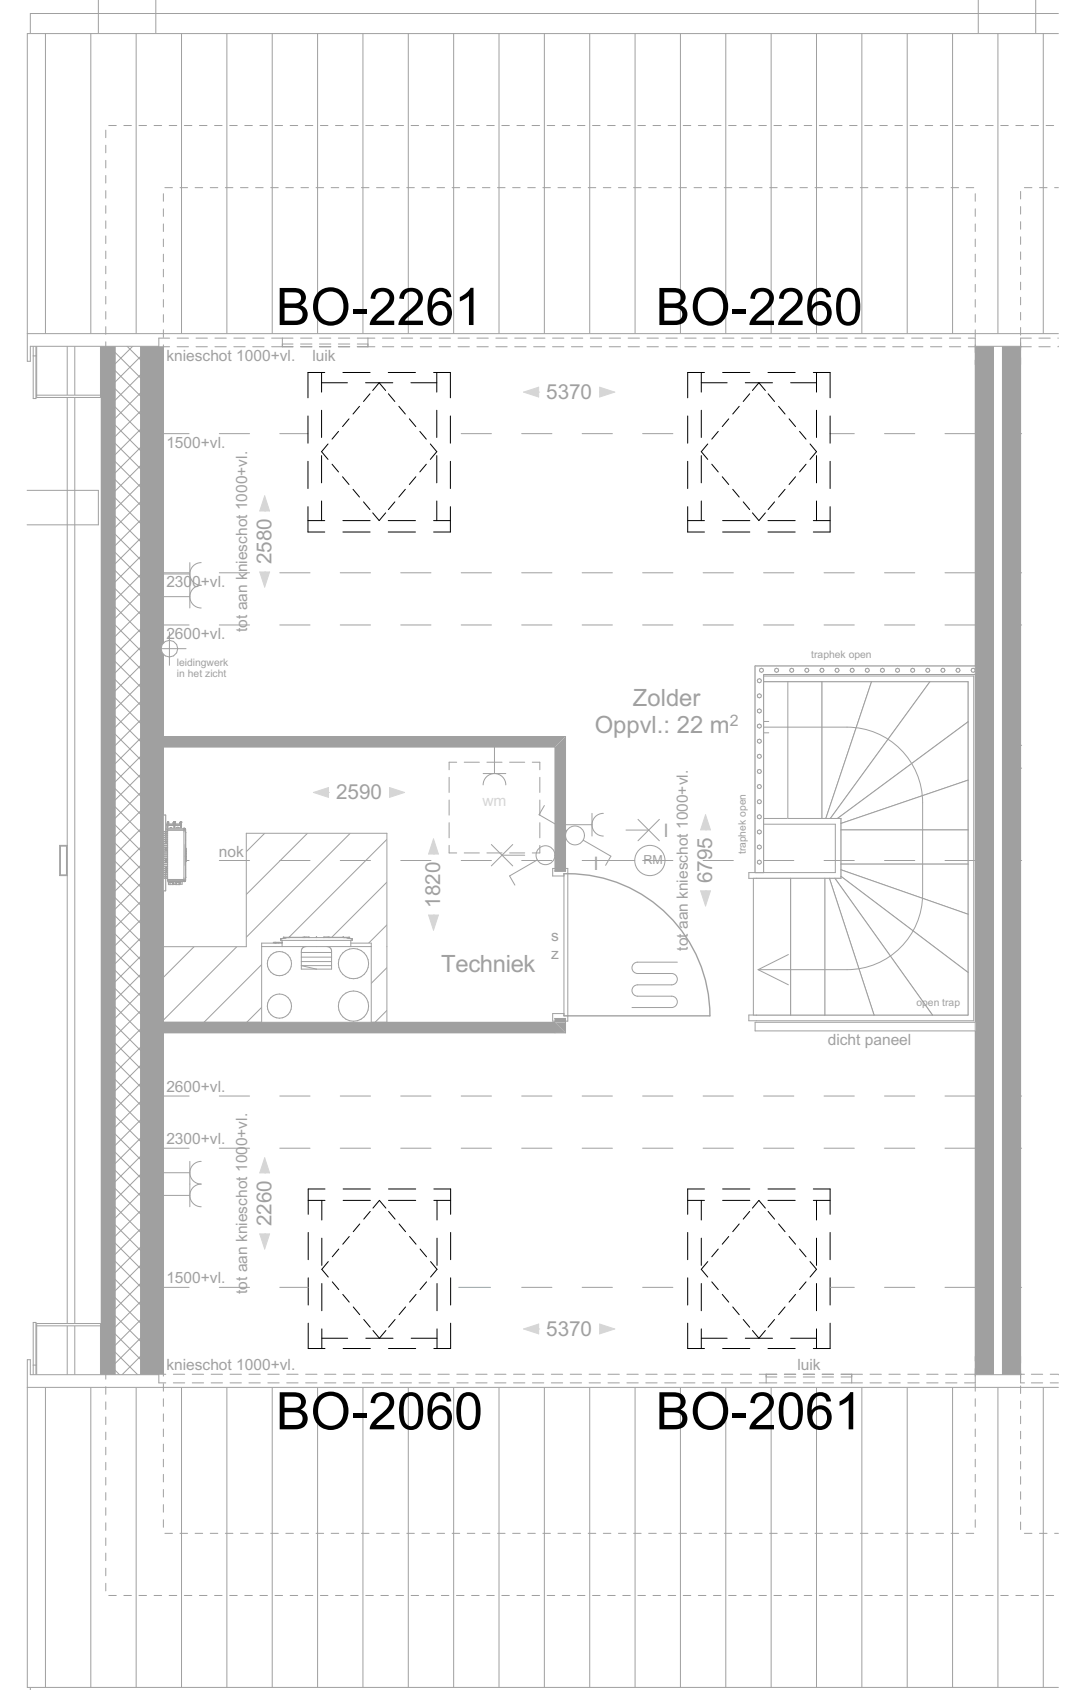 BO-2261
BO-2260
knieschot 1000+vl.
luik
5370
1500+vl.
tot aan knieschot 1000+vl.
2580
2300+vl.
2600+vl.
leidingwerk
in het zicht
traphek open
Zolder
Oppvl.: 22 m²
2590
wm
traphek open
nok
1820
RM
tot aan knieschot 1000+vl.
6795
s
z
Techniek
open trap
dicht paneel
2600+vl.
2300+vl.
tot aan knieschot 1000+vl.
2260
1500+vl.
5370
knieschot 1000+vl.
luik
BO-2060
BO-2061